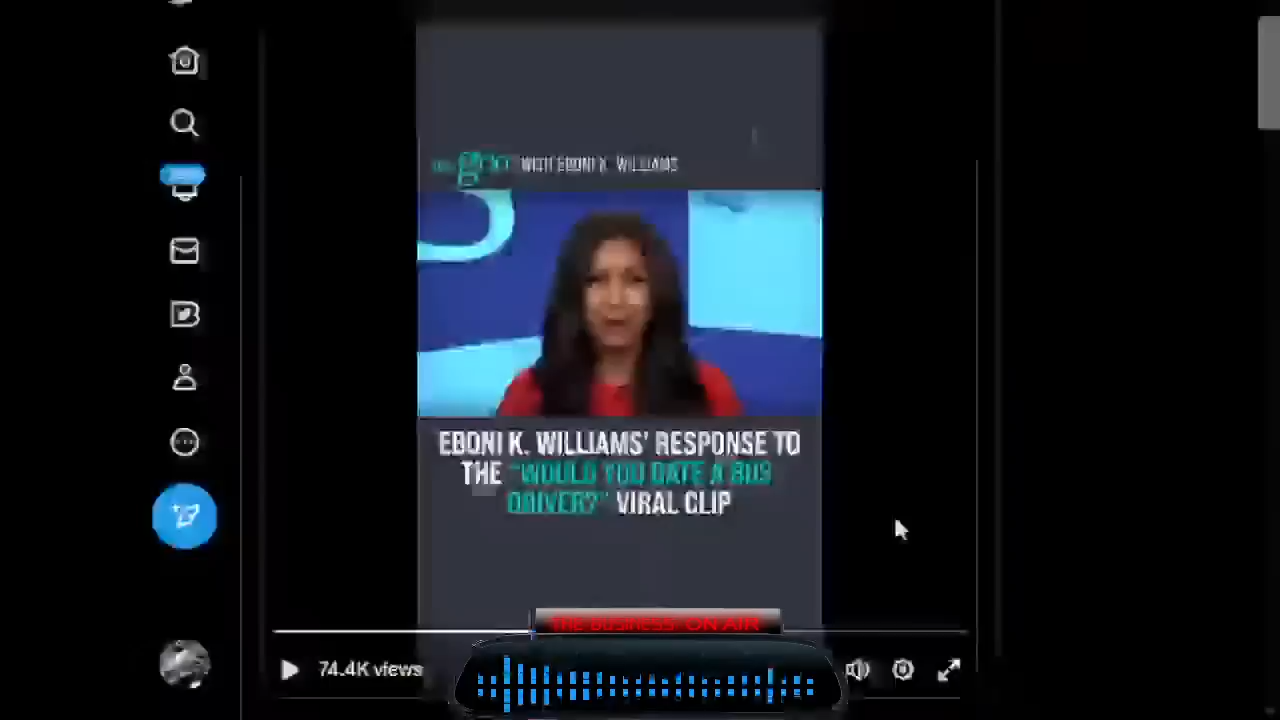 goo WITH EBONI K. WILLIAMS
EBONI K. WILLIAMS' RESPONSE TO
THE "WOULD YOU DATE A BUS
DRIVER?" VIRAL CLIP
THE BUSINESS: ON AIR
74.4K views